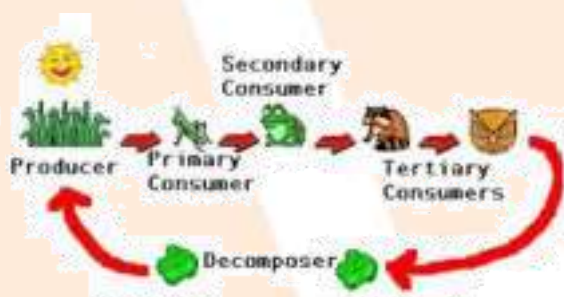 Secondary
Consumer
Producer
Primary
Consumer
Tertiary
Consumers
Decomposer